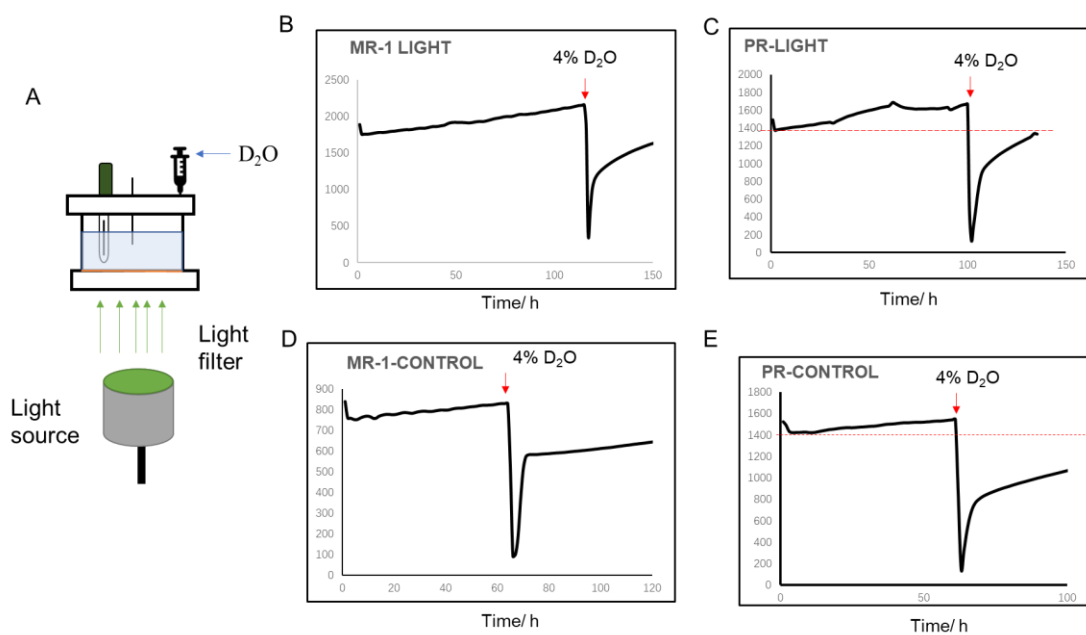 A
D₂O
Light
filter
Light
source
B
MR-1 LIGHT
4% D₂O
2500
2000
1500
1000
500
0
0 50 100 150
Time/ h
C
PR-LIGHT
4% D₂O
2000
1800
1600
1400
1200
1000
800
600
400
200
0
0 50 100 150
Time/ h
D
MR-1-CONTROL
4% D₂O
900
800
700
600
500
400
300
200
100
0
0 20 40 60 80 100 120
Time/ h
E
PR-CONTROL
4% D₂O
1800
1600
1400
1200
1000
800
600
400
200
0
0 50 100
Time/ h